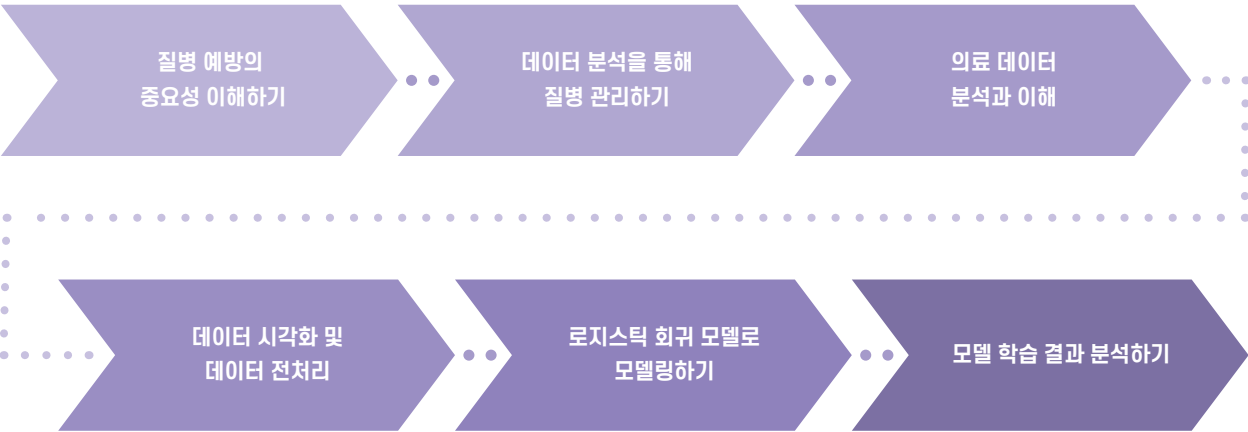 질병 예방의
중요성 이해하기
데이터 분석을 통해
질병 관리하기
의료 데이터
분석과 이해
데이터 시각화 및
데이터 전처리
로지스틱 회귀 모델로
모델링하기
모델 학습 결과 분석하기